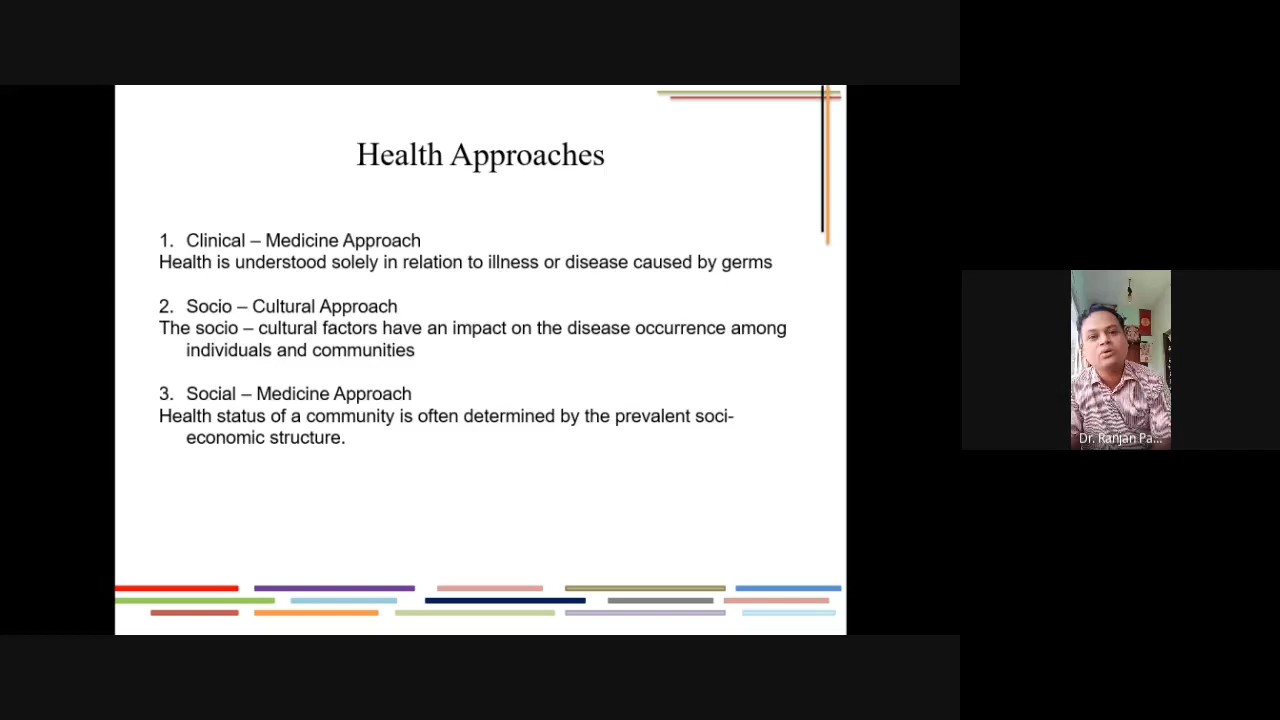 Health Approaches
1. Clinical – Medicine Approach
Health is understood solely in relation to illness or disease caused by germs
2. Socio – Cultural Approach
The socio – cultural factors have an impact on the disease occurrence among
individuals and communities
3. Social – Medicine Approach
Health status of a community is often determined by the prevalent soci-
economic structure.
Dr. Ranjan Pa...